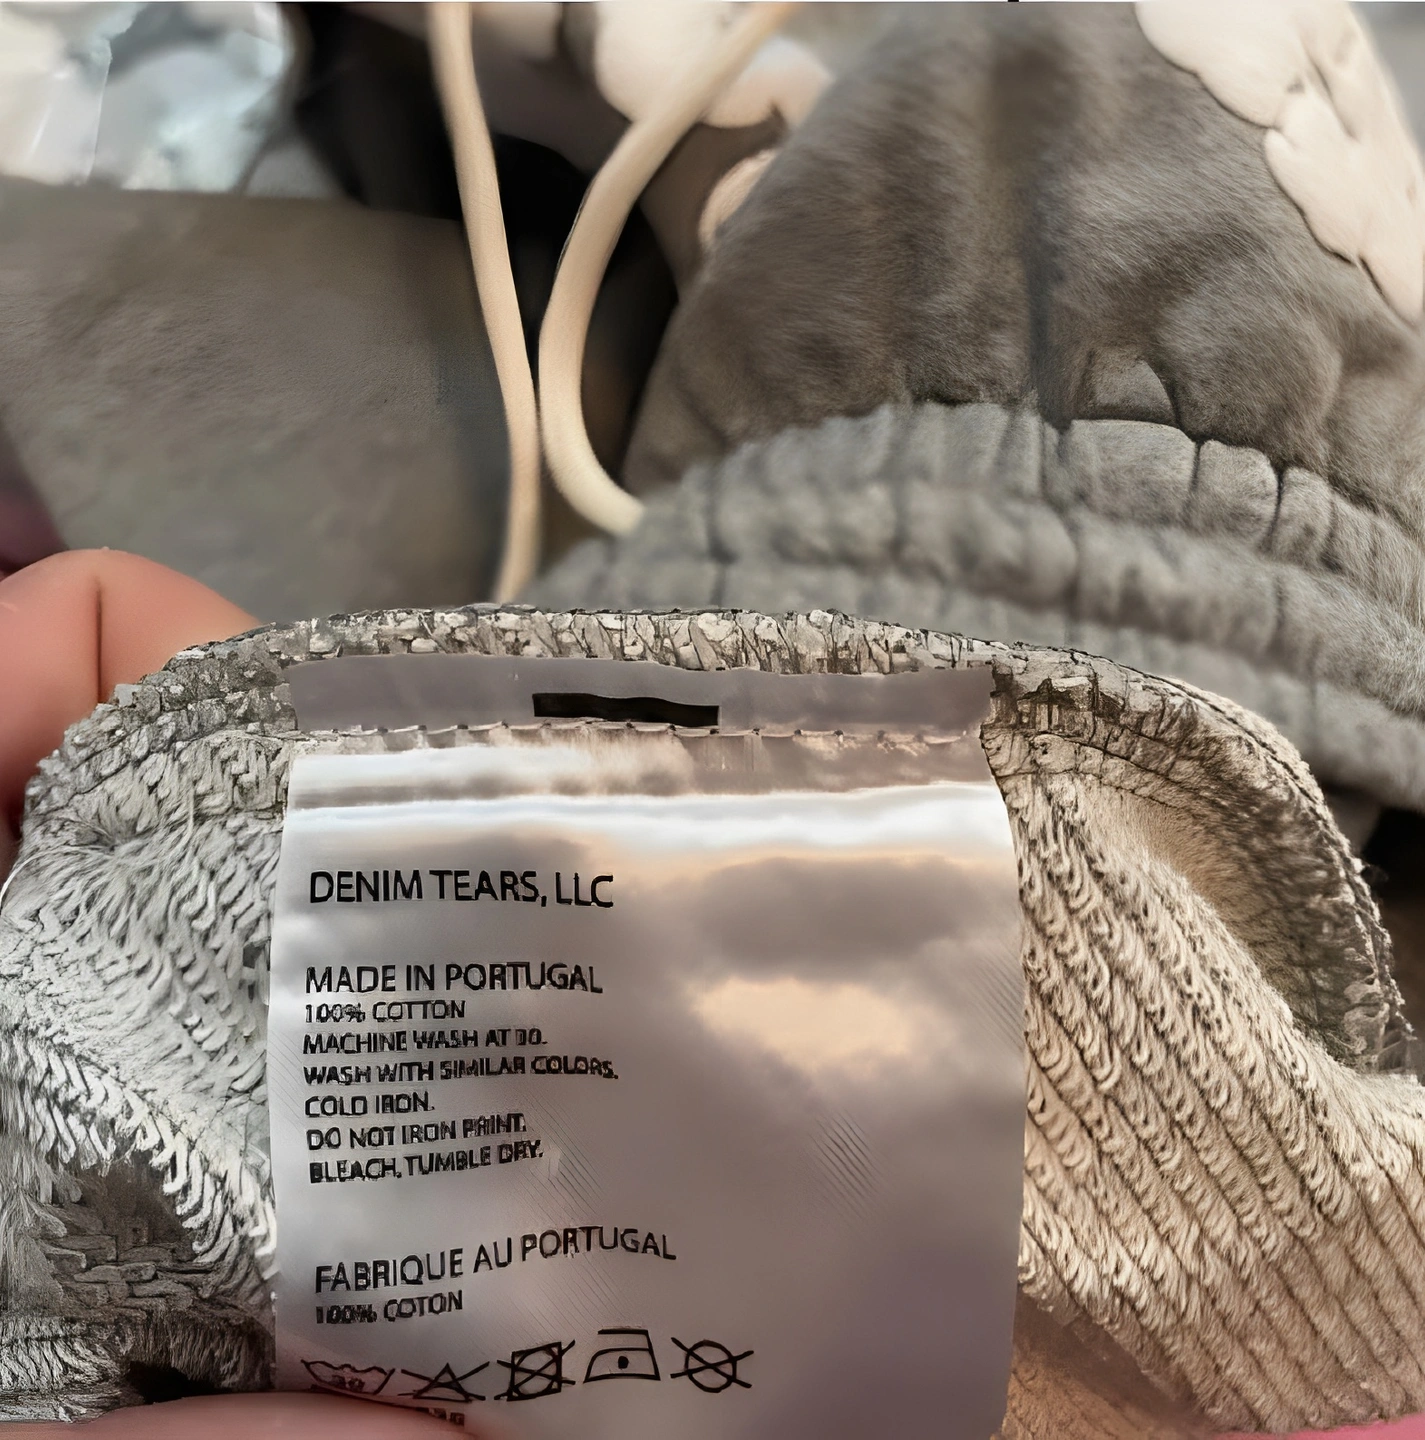 DENIM TEARS, LLC
MADE IN PORTUGAL
100% COTTON
MACHINE WASH AT 30.
WASH WITH SIMILAR COLORS.
COLD IRON.
DO NOT IRON PRINT.
BLEACH, TUMBLE DRY.
FABRIQUE AU PORTUGAL
100% COTON